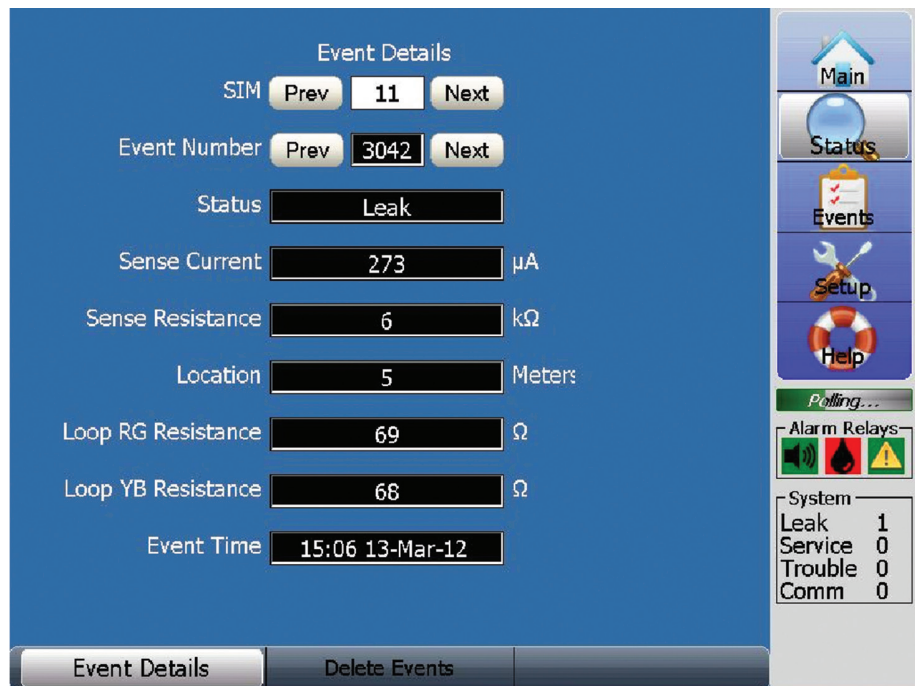 Event Details
SIM Prev 11 Next
Event Number Prev 3042 Next
Status Leak
Sense Current 273 µA
Sense Resistance 6 kΩ
Location 5 Meters
Loop RG Resistance 69 Ω
Loop YB Resistance 68 Ω
Event Time 15:06 13-Mar-12
Event Details Delete Events
Main
Status
Events
Setup
Help
Polling...
Alarm Relays
System
Leak 1
Service 0
Trouble 0
Comm 0